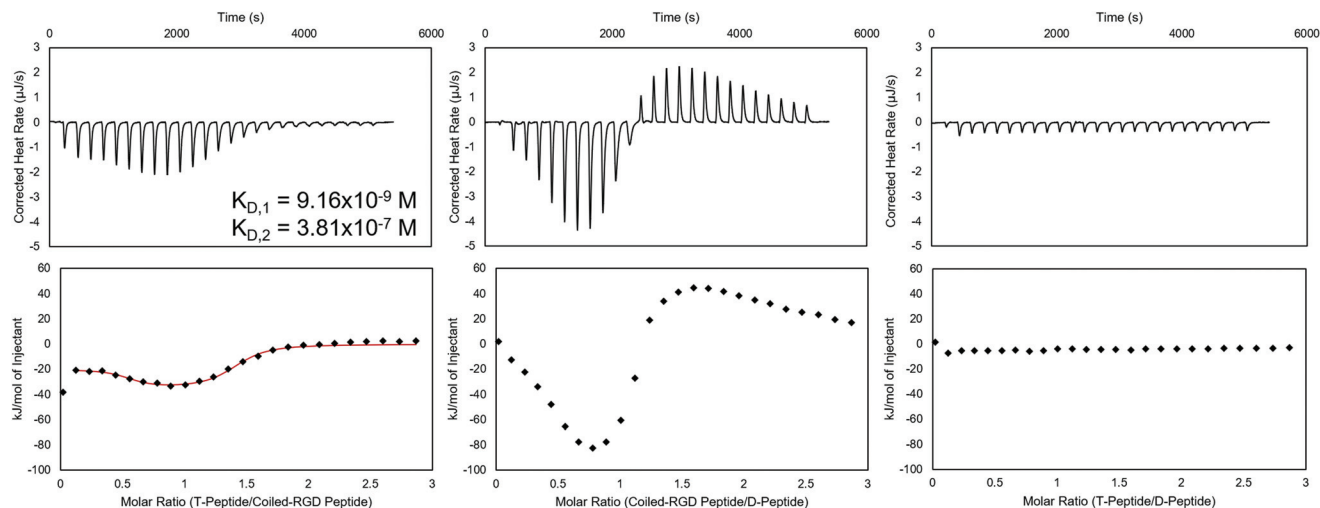 Time (s)
0 2000 4000 6000
3
2
1
0
-1
-2
-3
-4
-5
Corrected Heat Rate (µJ/s)
K_D,1 = 9.16x10^-9 M
K_D,2 = 3.81x10^-7 M
60
40
20
0
-20
-40
-60
-80
-100
kJ/mol of Injectant
0 0.5 1 1.5 2 2.5 3
Molar Ratio (T-Peptide/Coiled-RGD Peptide)
Time (s)
0 2000 4000 6000
3
2
1
0
-1
-2
-3
-4
-5
Corrected Heat Rate (µJ/s)
60
40
20
0
-20
-40
-60
-80
-100
kJ/mol of Injectant
0 0.5 1 1.5 2 2.5 3
Molar Ratio (Coiled-RGD Peptide/D-Peptide)
Time (s)
0 2000 4000 6000
3
2
1
0
-1
-2
-3
-4
-5
Corrected Heat Rate (µJ/s)
60
40
20
0
-20
-40
-60
-80
-100
kJ/mol of Injectant
0 0.5 1 1.5 2 2.5 3
Molar Ratio (T-Peptide/D-Peptide)